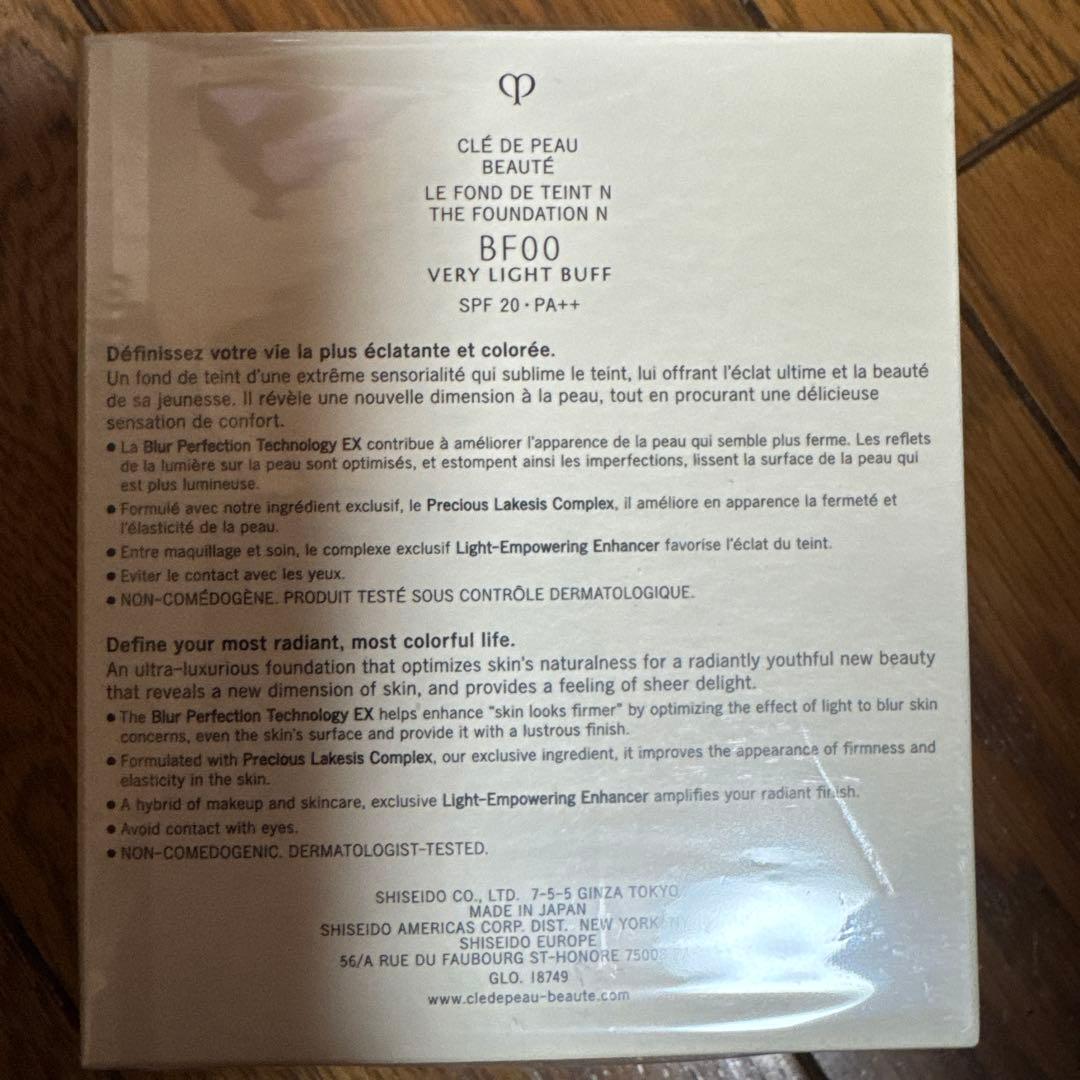 CLÉ DE PEAU
BEAUTÉ
LE FOND DE TEINT N
THE FOUNDATION N
BF00
VERY LIGHT BUFF
SPF 20・PA++
Définissez votre vie la plus éclatante et colorée.
Un fond de teint d'une extrême sensorialité qui sublime le teint, lui offrant l'éclat ultime et la beauté
de sa jeunesse. Il révèle une nouvelle dimension à la peau, tout en procurant une délicieuse
sensation de confort.
● La Blur Perfection Technology EX contribue à améliorer l'apparence de la peau qui semble plus ferme. Les reflets
de la lumière sur la peau sont optimisés, et estompent ainsi les imperfections, lissent la surface de la peau qui
est plus lumineuse.
● Formulé avec notre ingrédient exclusif, le Precious Lakesis Complex, il améliore en apparence la fermeté et
l'élasticité de la peau.
● Entre maquillage et soin, le complexe exclusif Light-Empowering Enhancer favorise l'éclat du teint.
● Eviter le contact avec les yeux.
● NON-COMÉDOGÈNE. PRODUIT TESTÉ SOUS CONTRÔLE DERMATOLOGIQUE.
Define your most radiant, most colorful life.
An ultra-luxurious foundation that optimizes skin's naturalness for a radiantly youthful new beauty
that reveals a new dimension of skin, and provides a feeling of sheer delight.
● The Blur Perfection Technology EX helps enhance "skin looks firmer" by optimizing the effect of light to blur skin
concerns, even the skin's surface and provide it with a lustrous finish.
● Formulated with Precious Lakesis Complex, our exclusive ingredient, it improves the appearance of firmness and
elasticity in the skin.
● A hybrid of makeup and skincare, exclusive Light-Empowering Enhancer amplifies your radiant finish.
● Avoid contact with eyes.
● NON-COMEDOGENIC. DERMATOLOGIST-TESTED.
SHISEIDO CO., LTD. 7-5-5 GINZA TOKYO
MADE IN JAPAN
SHISEIDO AMERICAS CORP. DIST. NEW YORK NY
SHISEIDO EUROPE
56/A RUE DU FAUBOURG ST-HONORE 75008
GLO. 18749
www.cledepeau-beaute.com